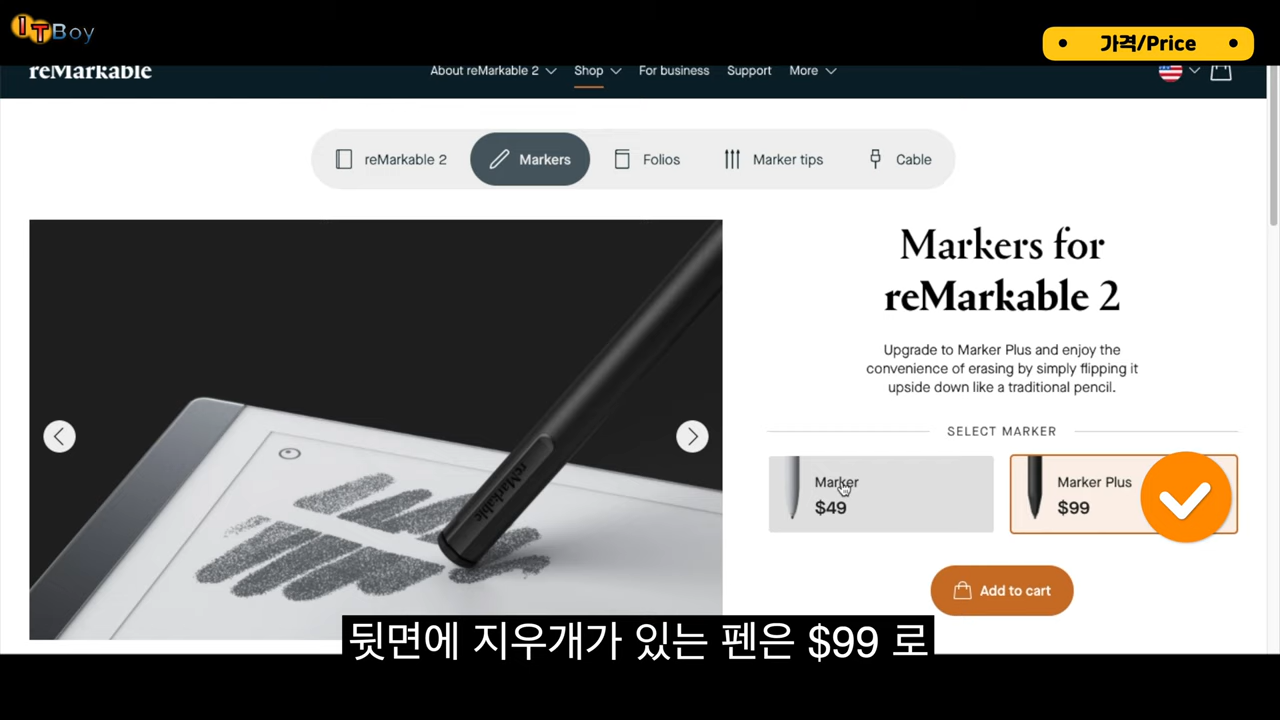 ITBoy
가격/Price
reMarkable
About reMarkable 2
Shop
For business
Support
More
reMarkable 2
Markers
Folios
Marker tips
Cable
Markers for
reMarkable 2
Upgrade to Marker Plus and enjoy the
convenience of erasing by simply flipping it
upside down like a traditional pencil.
SELECT MARKER
Marker
$49
Marker Plus
$99
Add to cart
reMarkable
뒷면에 지우개가 있는 펜은 $99 로